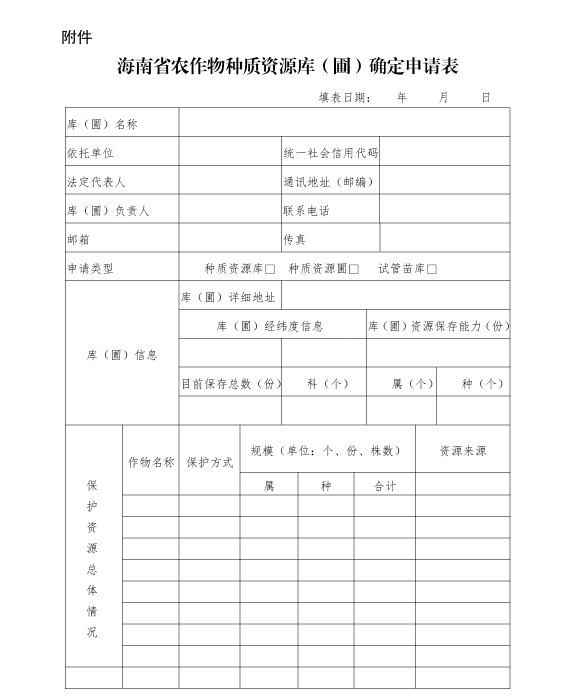 附件
海南省农作物种质资源库（圃）确定申请表
填表日期： 年 月 日
库（圃）名称
依托单位 统一社会信用代码
法定代表人 通讯地址（邮编）
库（圃）负责人 联系电话
邮箱 传真
申请类型 种质资源库□ 种质资源圃□ 试管苗库□
库（圃）信息
库（圃）详细地址
库（圃）经纬度信息 库（圃）资源保存能力（份）
目前保存总数（份） 科（个） 属（个） 种（个）
保护资源总体情况
作物名称 保护方式 规模（单位：个、份、株数） 资源来源
属 种 合计